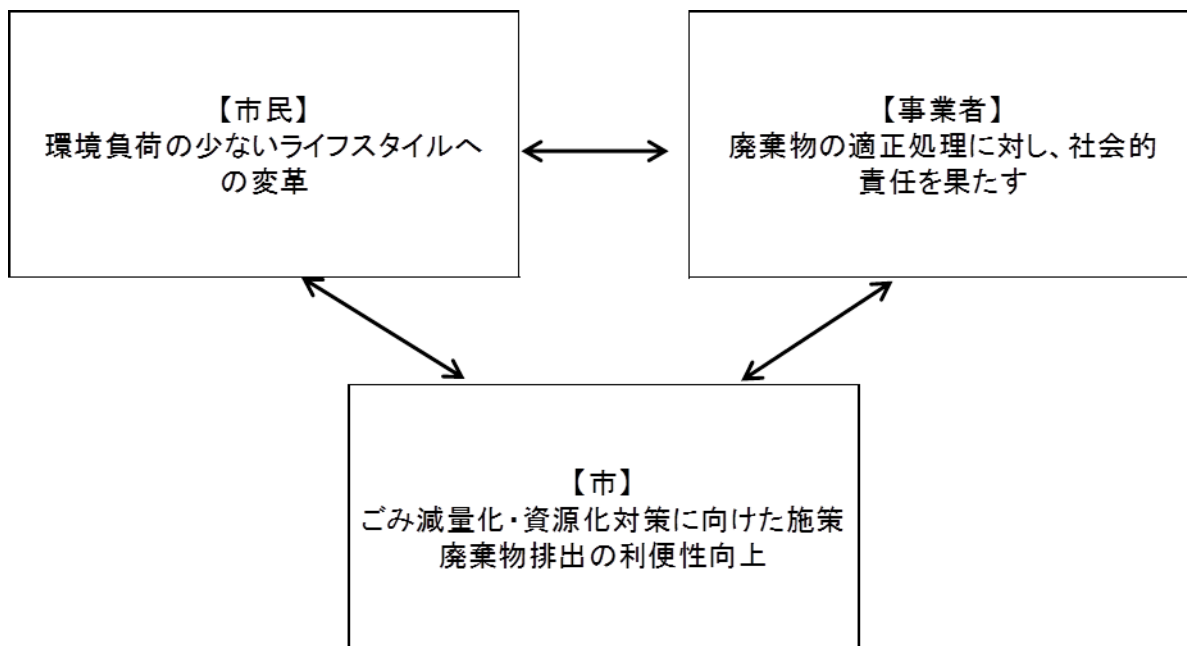 【市民】
環境負荷の少ないライフスタイルへ
の変革
【事業者】
廃棄物の適正処理に対し、社会的
責任を果たす
【市】
ごみ減量化・資源化対策に向けた施策
廃棄物排出の利便性向上